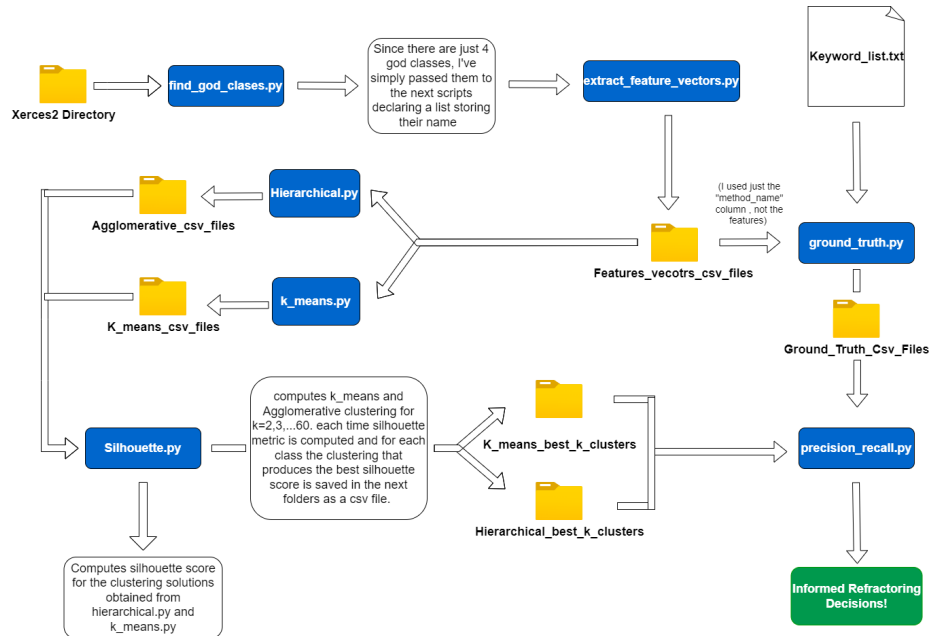 Xerces2 Directory
find_god_clases.py
Since there are just 4
god classes, I've
simply passed them to
the next scripts
declaring a list storing
their name
extract_feature_vectors.py
Keyword_list.txt
Hierarchical.py
Agglomerative_csv_files
(I used just the
"method_name"
column , not the
features)
Features_vecotrs_csv_files
ground_truth.py
k_means.py
K_means_csv_files
Ground_Truth_Csv_Files
Silhouette.py
computes k_means and
Agglomerative clustering for
k=2,3,...60. each time silhouette
metric is computed and for each
class the clustering that
produces the best silhouette
score is saved in the next
folders as a csv file.
K_means_best_k_clusters
Hierarchical_best_k_clusters
precision_recall.py
Computes silhouette score
for the clustering solutions
obtained from
hierarchical.py and
k_means.py
Informed Refractoring
Decisions!